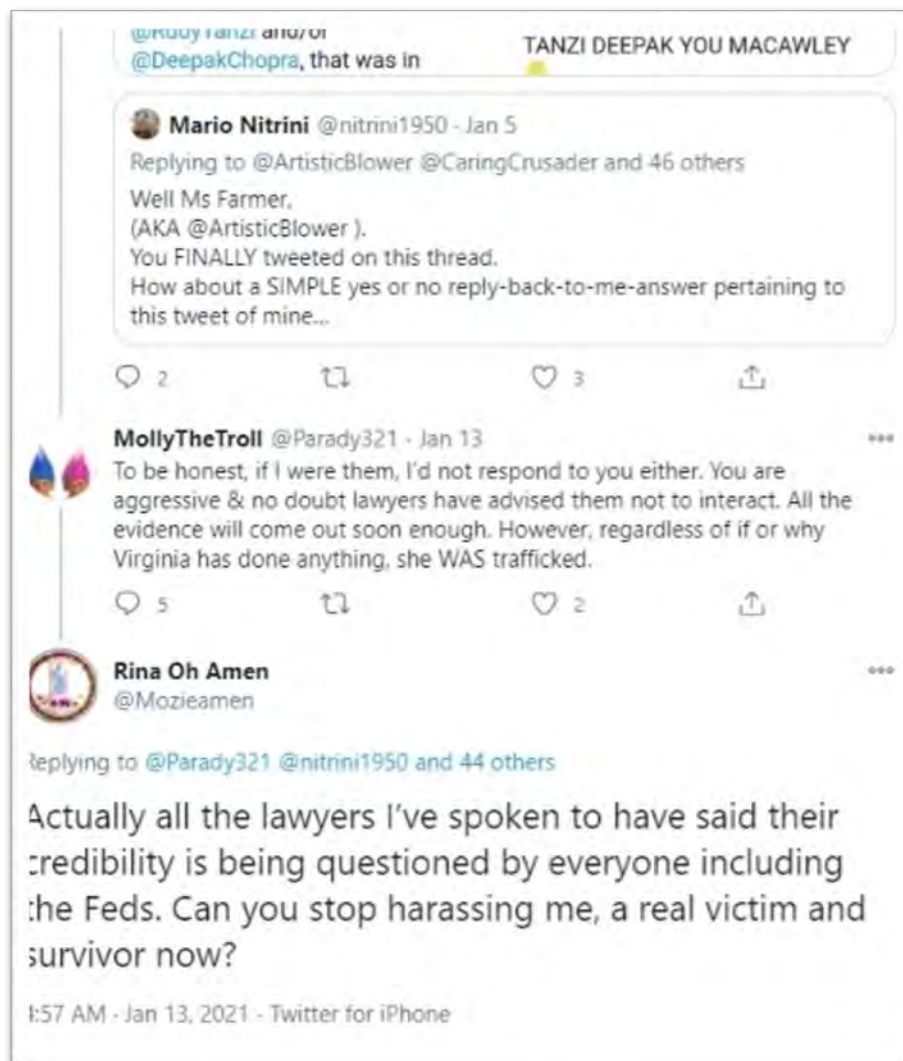 @RudyTanzi and/or
@DeepakChopra, that was in
TANZI DEEPAK YOU MACAWLEY
Mario Nitrini @nitrini1950 - Jan 5
Replying to @ArtisticBlower @CaringCrusader and 46 others
Well Ms Farmer,
(AKA @ArtisticBlower ).
You FINALLY tweeted on this thread.
How about a SIMPLE yes or no reply-back-to-me-answer pertaining to
this tweet of mine...
2
3
MollyTheTroll @Parady321 - Jan 13
To be honest, if I were them, I'd not respond to you either. You are
aggressive & no doubt lawyers have advised them not to interact. All the
evidence will come out soon enough. However, regardless of if or why
Virginia has done anything, she WAS trafficked.
5
2
Rina Oh Amen
@Mozieamen
Replying to @Parady321 @nitrini1950 and 44 others
Actually all the lawyers I've spoken to have said their
credibility is being questioned by everyone including
the Feds. Can you stop harassing me, a real victim and
survivor now?
:57 AM - Jan 13, 2021 - Twitter for iPhone